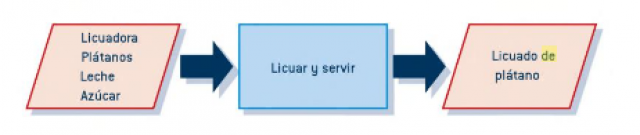 Licuadora
Plátanos
Leche
Azúcar
Licuar y servir
Licuado de
plátano